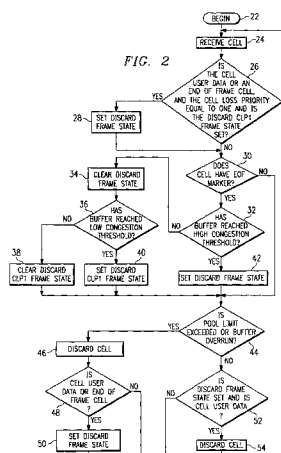 BEGIN
22
RECEIVE CELL
24
FIG. 2
26
IS
THE CELL
USER DATA OR AN
END OF FRAME CELL,
AND THE CELL LOSS PRIORITY
EQUAL TO ONE AND IS
THE DISCARD CLP1
FRAME STATE
SET?
YES
28
SET DISCARD
FRAME STATE
NO
30
DOES
CELL HAVE EOF
MARKER?
NO
YES
34
CLEAR DISCARD
FRAME STATE
32
HAS
BUFFER REACHED
HIGH CONGESTION
THRESHOLD?
NO
YES
36
HAS
BUFFER REACHED
LOW CONGESTION
THRESHOLD?
NO
YES
38
CLEAR DISCARD
CLP1 FRAME STATE
40
SET DISCARD
CLP1 FRAME STATE
42
SET DISCARD FRAME STATE
IS
POOL LIMIT
EXCEEDED OR BUFFER
OVERRUN?
44
YES
NO
46
DISCARD CELL
IS
CELL USER
DATA OR END OF
FRAME CELL
?
48
NO
YES
50
SET DISCARD
FRAME STATE
IS
DISCARD FRAME
STATE SET AND IS
CELL USER DATA
?
52
NO
YES
DISCARD CELL
54